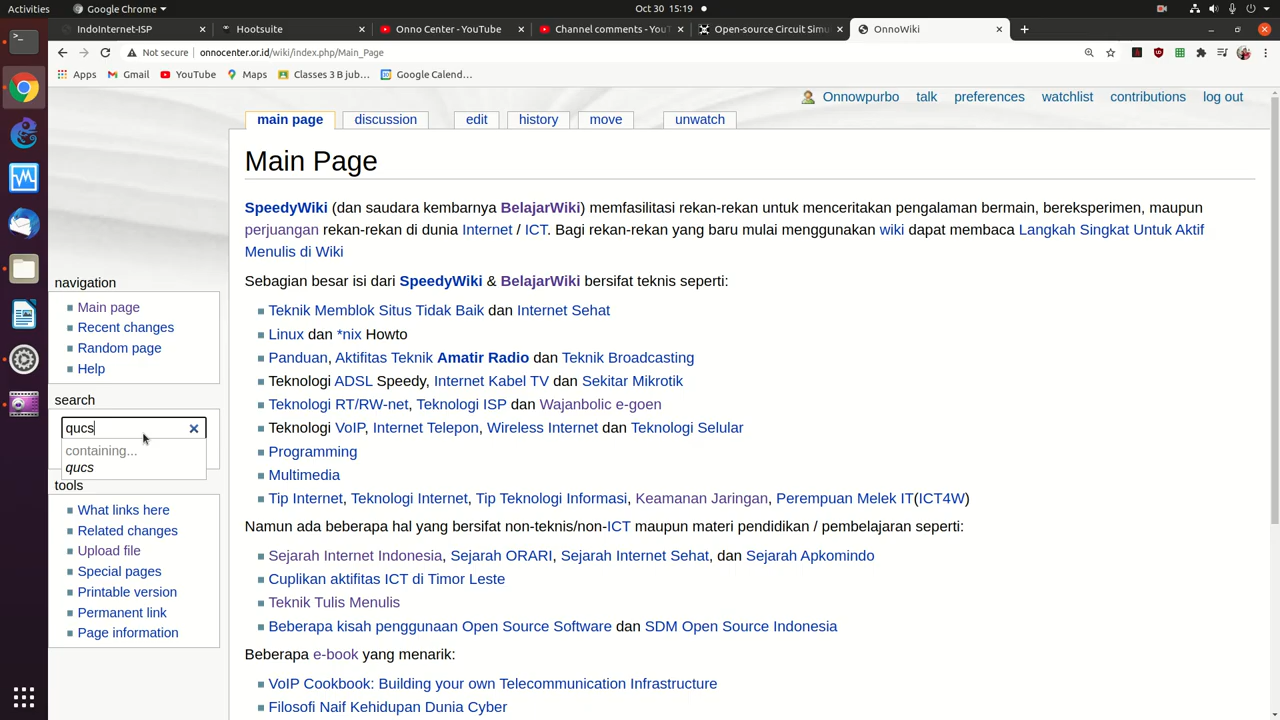 Activities
Google Chrome
Oct 30 15:19
IndoInternet-ISP
Hootsuite
Onno Center - YouTube
Channel comments - YouT
Open-source Circuit Simu
OnnoWiki
Not secure
onnocenter.or.id/wiki/index.php/Main_Page
Apps
Gmail
YouTube
Maps
Classes 3 B jub…
Google Calend…
Onnowpurbo
talk
preferences
watchlist
contributions
log out
main page
discussion
edit
history
move
unwatch
Main Page
SpeedyWiki (dan saudara kembarnya BelajarWiki) memfasilitasi rekan-rekan untuk menceritakan pengalaman bermain, bereksperimen, maupun
perjuangan rekan-rekan di dunia Internet / ICT. Bagi rekan-rekan yang baru mulai menggunakan wiki dapat membaca Langkah Singkat Untuk Aktif
Menulis di Wiki
Sebagian besar isi dari SpeedyWiki & BelajarWiki bersifat teknis seperti:
Teknik Memblok Situs Tidak Baik dan Internet Sehat
Linux dan *nix Howto
Panduan, Aktifitas Teknik Amatir Radio dan Teknik Broadcasting
Teknologi ADSL Speedy, Internet Kabel TV dan Sekitar Mikrotik
Teknologi RT/RW-net, Teknologi ISP dan Wajanbolic e-goen
Teknologi VoIP, Internet Telepon, Wireless Internet dan Teknologi Selular
Programming
Multimedia
Tip Internet, Teknologi Internet, Tip Teknologi Informasi, Keamanan Jaringan, Perempuan Melek IT(ICT4W)
Namun ada beberapa hal yang bersifat non-teknis/non-ICT maupun materi pendidikan / pembelajaran seperti:
Sejarah Internet Indonesia, Sejarah ORARI, Sejarah Internet Sehat, dan Sejarah Apkomindo
Cuplikan aktifitas ICT di Timor Leste
Teknik Tulis Menulis
Beberapa kisah penggunaan Open Source Software dan SDM Open Source Indonesia
Beberapa e-book yang menarik:
VoIP Cookbook: Building your own Telecommunication Infrastructure
Filosofi Naif Kehidupan Dunia Cyber
navigation
Main page
Recent changes
Random page
Help
search
qucs
containing...
qucs
tools
What links here
Related changes
Upload file
Special pages
Printable version
Permanent link
Page information